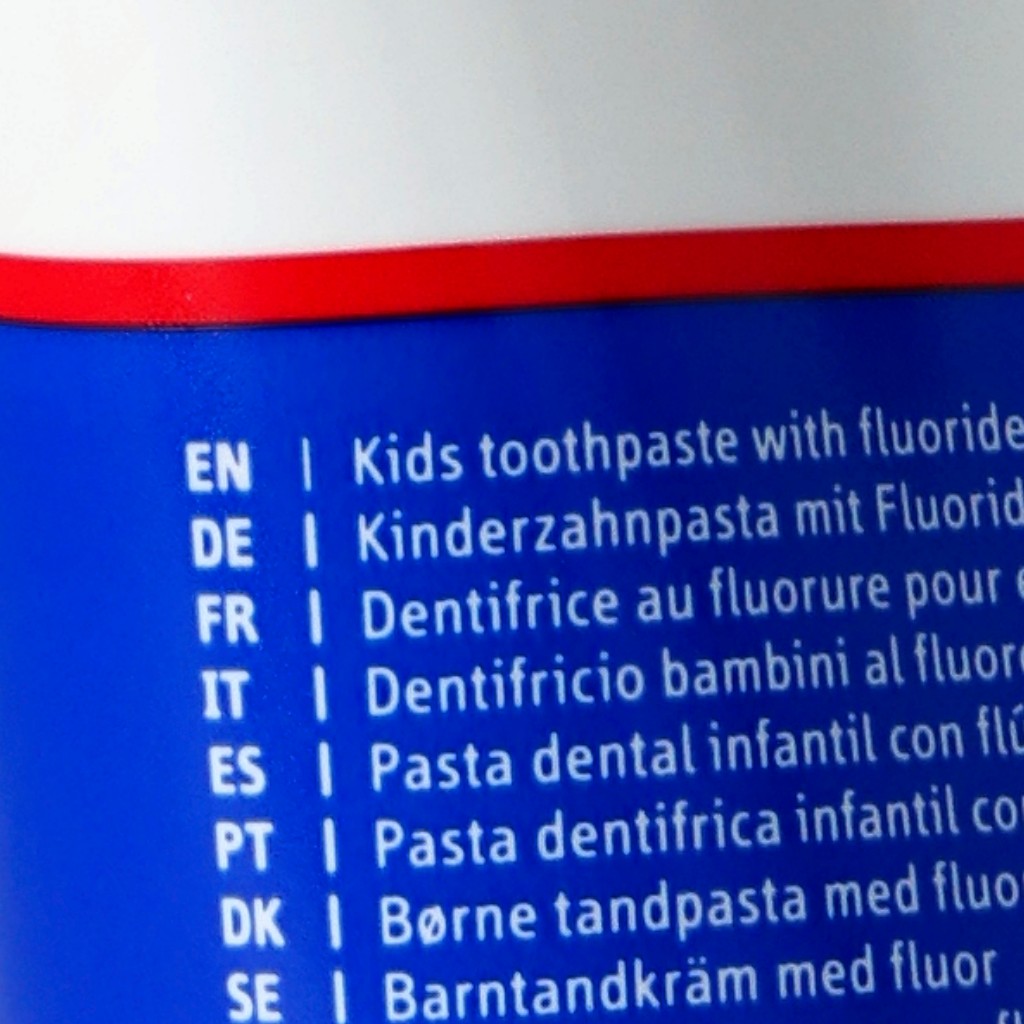 EN | Kids toothpaste with fluoride
DE | Kinderzahnpasta mit Fluorid
FR | Dentifrice au fluorure pour
IT | Dentifricio bambini al
ES | Pasta dental infantil con
PT | Pasta dentifrica infantil
DK | Børne tandpasta med
SE | Barntandkräm med fluor